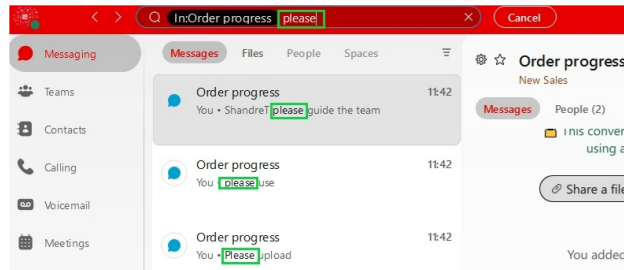 In:Order progress please
Cancel
Messaging
Teams
Contacts
Calling
Voicemail
Meetings
Messages Files People Spaces
Order progress 11:42
You • ShandreT please guide the team
Order progress 11:42
You • please use
Order progress 11:42
You • Please upload
Order progress
New Sales
Messages People (2)
This conver
using a
Share a file
You added